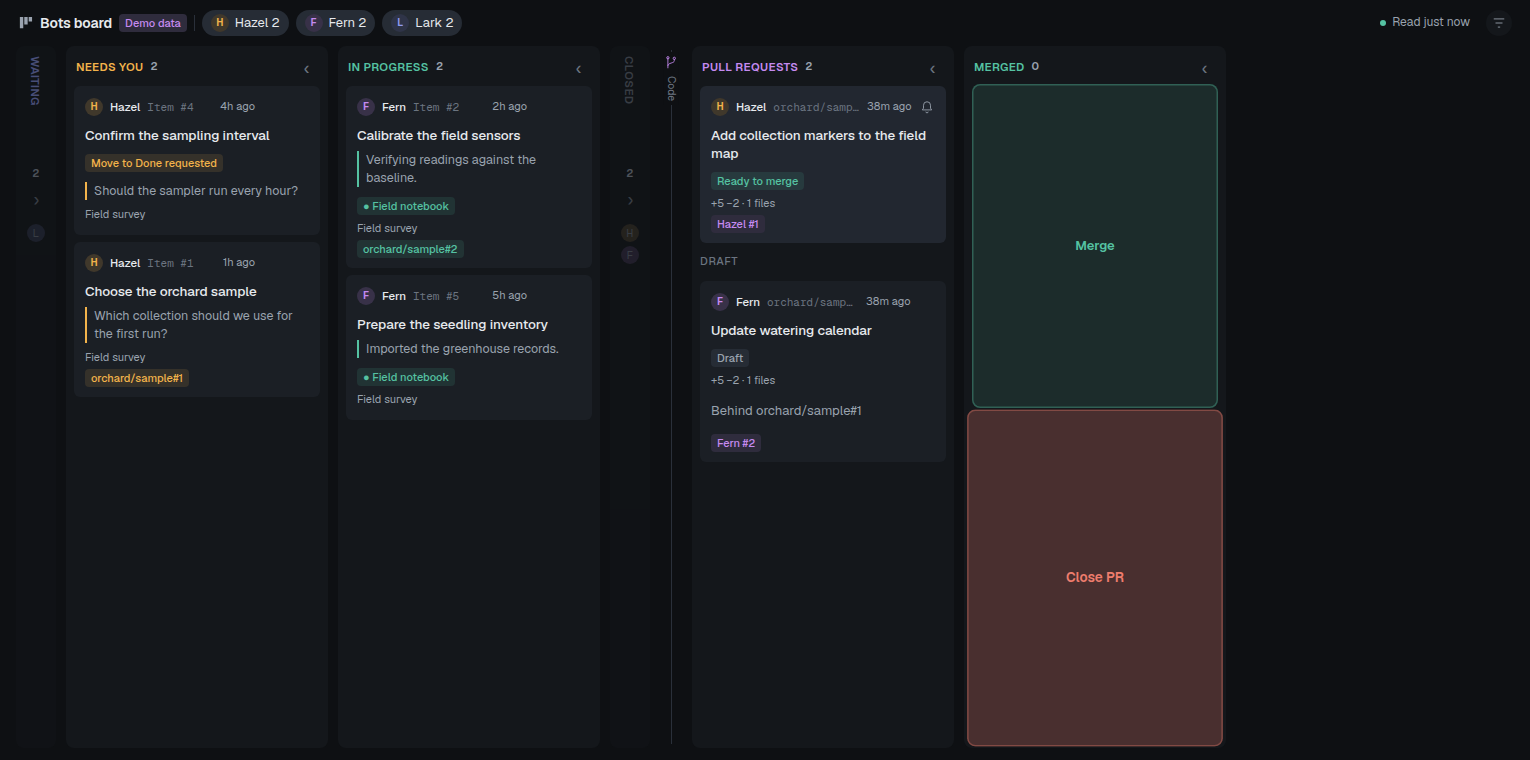 Bots board Demo data H Hazel 2 F Fern 2 L Lark 2 Read just now
WAITING
2
L
NEEDS YOU 2
H Hazel Item #4 4h ago
Confirm the sampling interval
Move to Done requested
Should the sampler run every hour?
Field survey
H Hazel Item #1 1h ago
Choose the orchard sample
Which collection should we use for
the first run?
Field survey
orchard/sample#1
IN PROGRESS 2
F Fern Item #2 2h ago
Calibrate the field sensors
Verifying readings against the
baseline.
● Field notebook
Field survey
orchard/sample#2
F Fern Item #5 5h ago
Prepare the seedling inventory
Imported the greenhouse records.
● Field notebook
Field survey
CLOSED
2
H
F
Code
PULL REQUESTS 2
H Hazel orchard/samp… 38m ago
Add collection markers to the field
map
Ready to merge
+5 −2 · 1 files
Hazel #1
DRAFT
F Fern orchard/samp… 38m ago
Update watering calendar
Draft
+5 −2 · 1 files
Behind orchard/sample#1
Fern #2
MERGED 0
Merge
Close PR